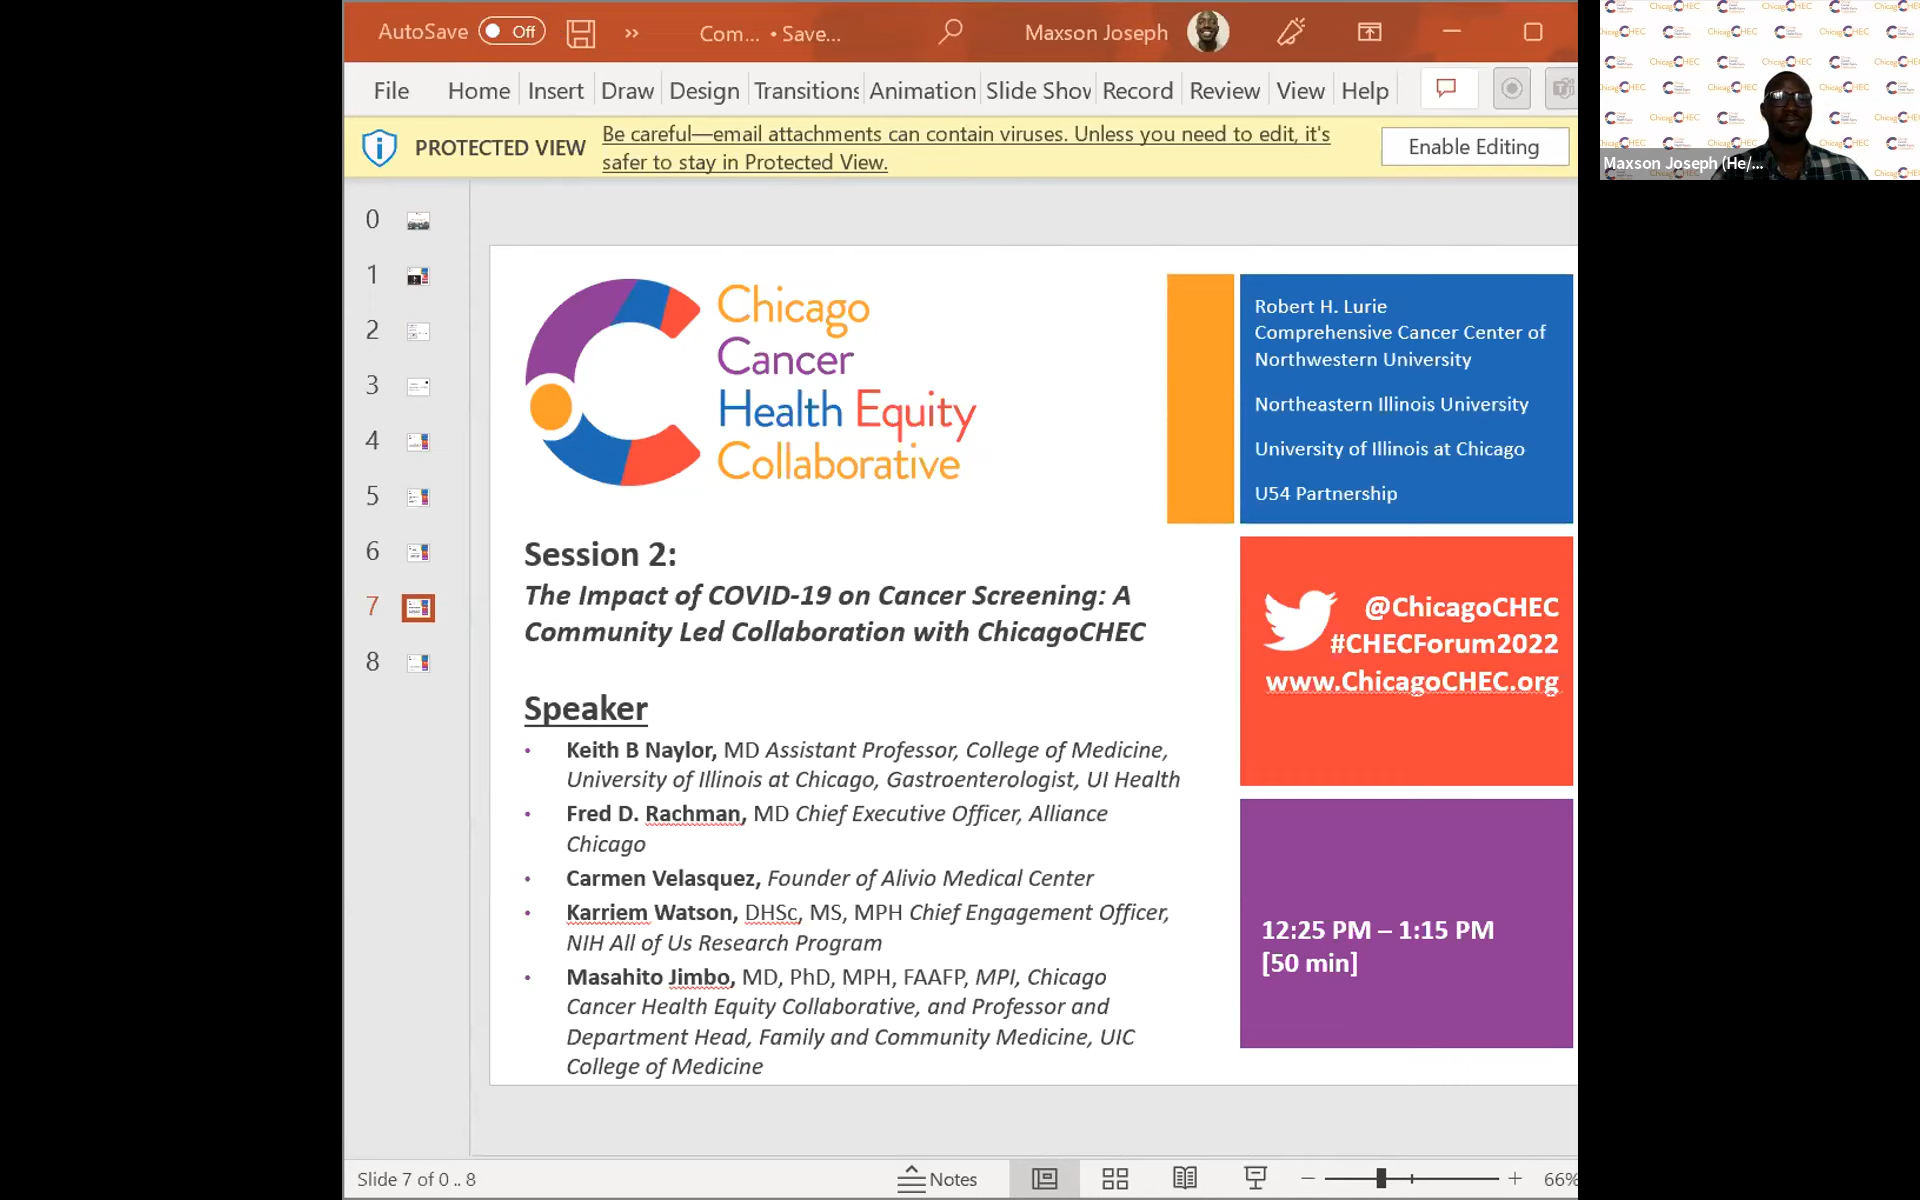 AutoSave Off Com... • Save... Maxson Joseph
File Home Insert Draw Design Transitions Animation Slide Show Record Review View Help
PROTECTED VIEW Be careful—email attachments can contain viruses. Unless you need to edit, it's
safer to stay in Protected View.
Enable Editing
Maxson Joseph (He/...
0
1
2
3
4
5
6
7
8
Chicago
Cancer
Health Equity
Collaborative
Robert H. Lurie
Comprehensive Cancer Center of
Northwestern University
Northeastern Illinois University
University of Illinois at Chicago
U54 Partnership
Session 2:
The Impact of COVID-19 on Cancer Screening: A
Community Led Collaboration with ChicagoCHEC
@ChicagoCHEC
#CHECForum2022
www.ChicagoCHEC.org
Speaker
• Keith B Naylor, MD Assistant Professor, College of Medicine,
University of Illinois at Chicago, Gastroenterologist, UI Health
• Fred D. Rachman, MD Chief Executive Officer, Alliance
Chicago
• Carmen Velasquez, Founder of Alivio Medical Center
• Karriem Watson, DHSc, MS, MPH Chief Engagement Officer,
NIH All of Us Research Program
• Masahito Jimbo, MD, PhD, MPH, FAAFP, MPI, Chicago
Cancer Health Equity Collaborative, and Professor and
Department Head, Family and Community Medicine, UIC
College of Medicine
12:25 PM – 1:15 PM
[50 min]
Slide 7 of 0 .. 8 Notes 66%